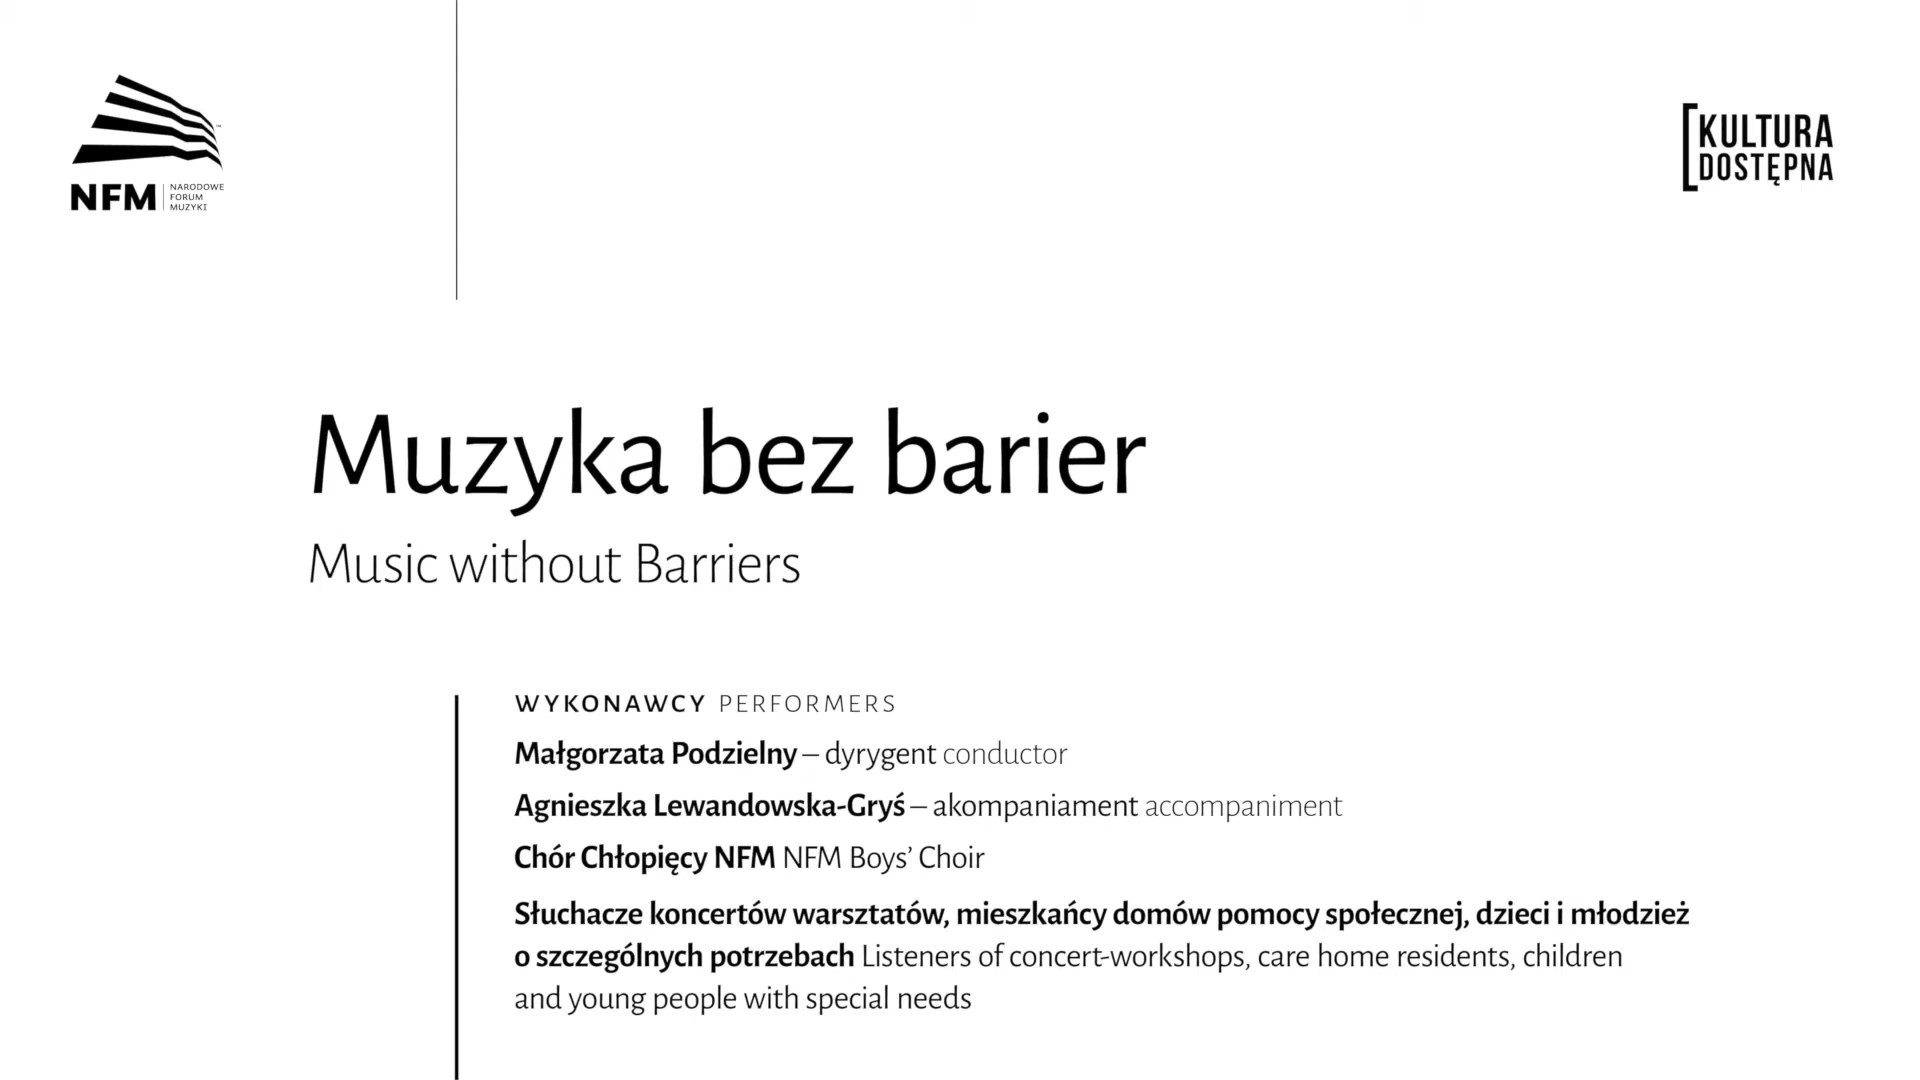 NFM
NARODOWE
FORUM
MUZYKI
KULTURA
DOSTĘPNA
Muzyka bez barier
Music without Barriers
WYKONAWCY PERFORMERS
Małgorzata Podzielny – dyrygent conductor
Agnieszka Lewandowska-Gryś – akompaniament accompaniment
Chór Chłopięcy NFM NFM Boys’ Choir
Słuchacze koncertów warsztatów, mieszkańcy domów pomocy społecznej, dzieci i młodzież
o szczególnych potrzebach Listeners of concert-workshops, care home residents, children
and young people with special needs